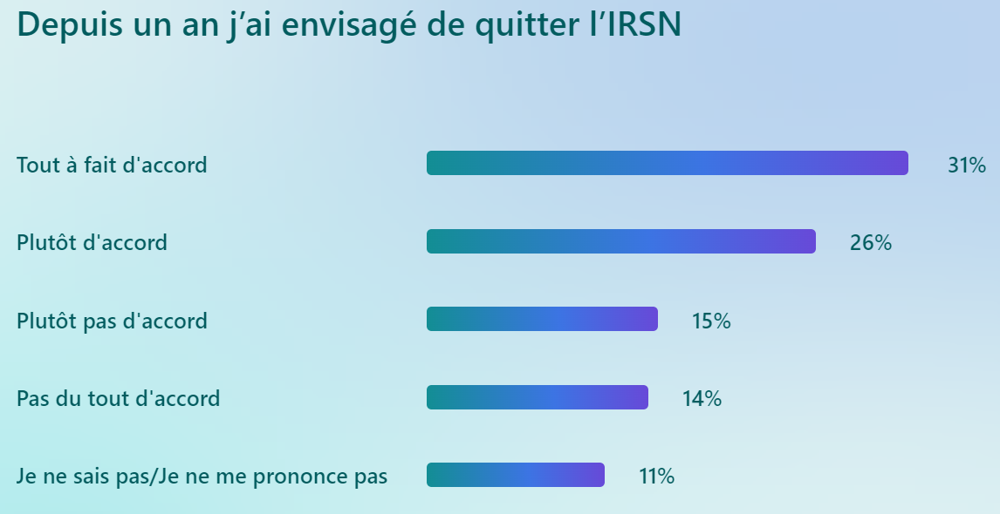 Depuis un an j’ai envisagé de quitter l’IRSN
Tout à fait d'accord 31%
Plutôt d'accord 26%
Plutôt pas d'accord 15%
Pas du tout d'accord 14%
Je ne sais pas/Je ne me prononce pas 11%